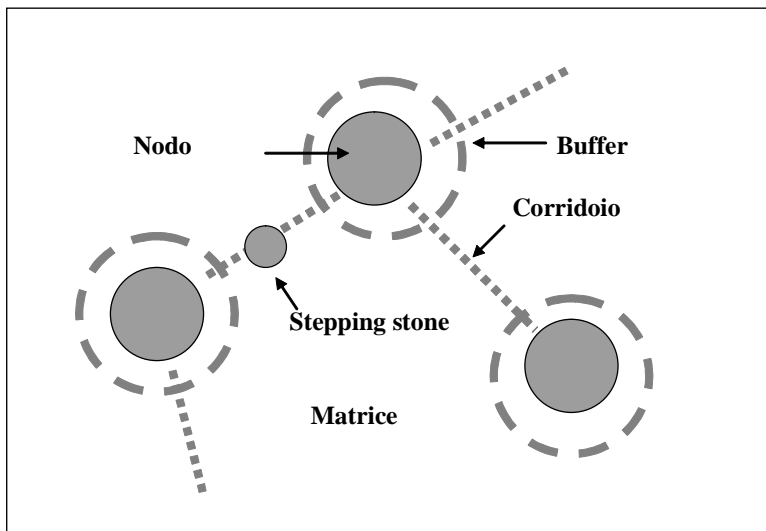 Nodo
Buffer
Corridoio
Stepping stone
Matrice